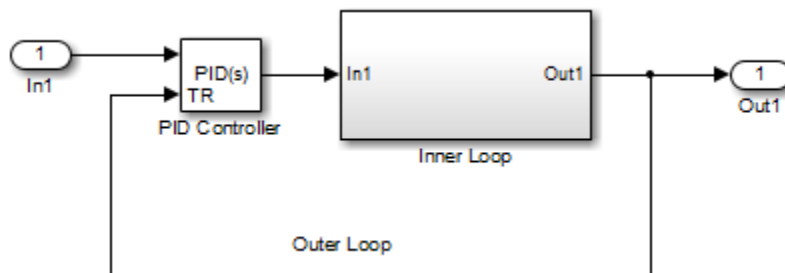 1
In1
PID(s)
TR
PID Controller
In1
Out1
Inner Loop
1
Out1
Outer Loop